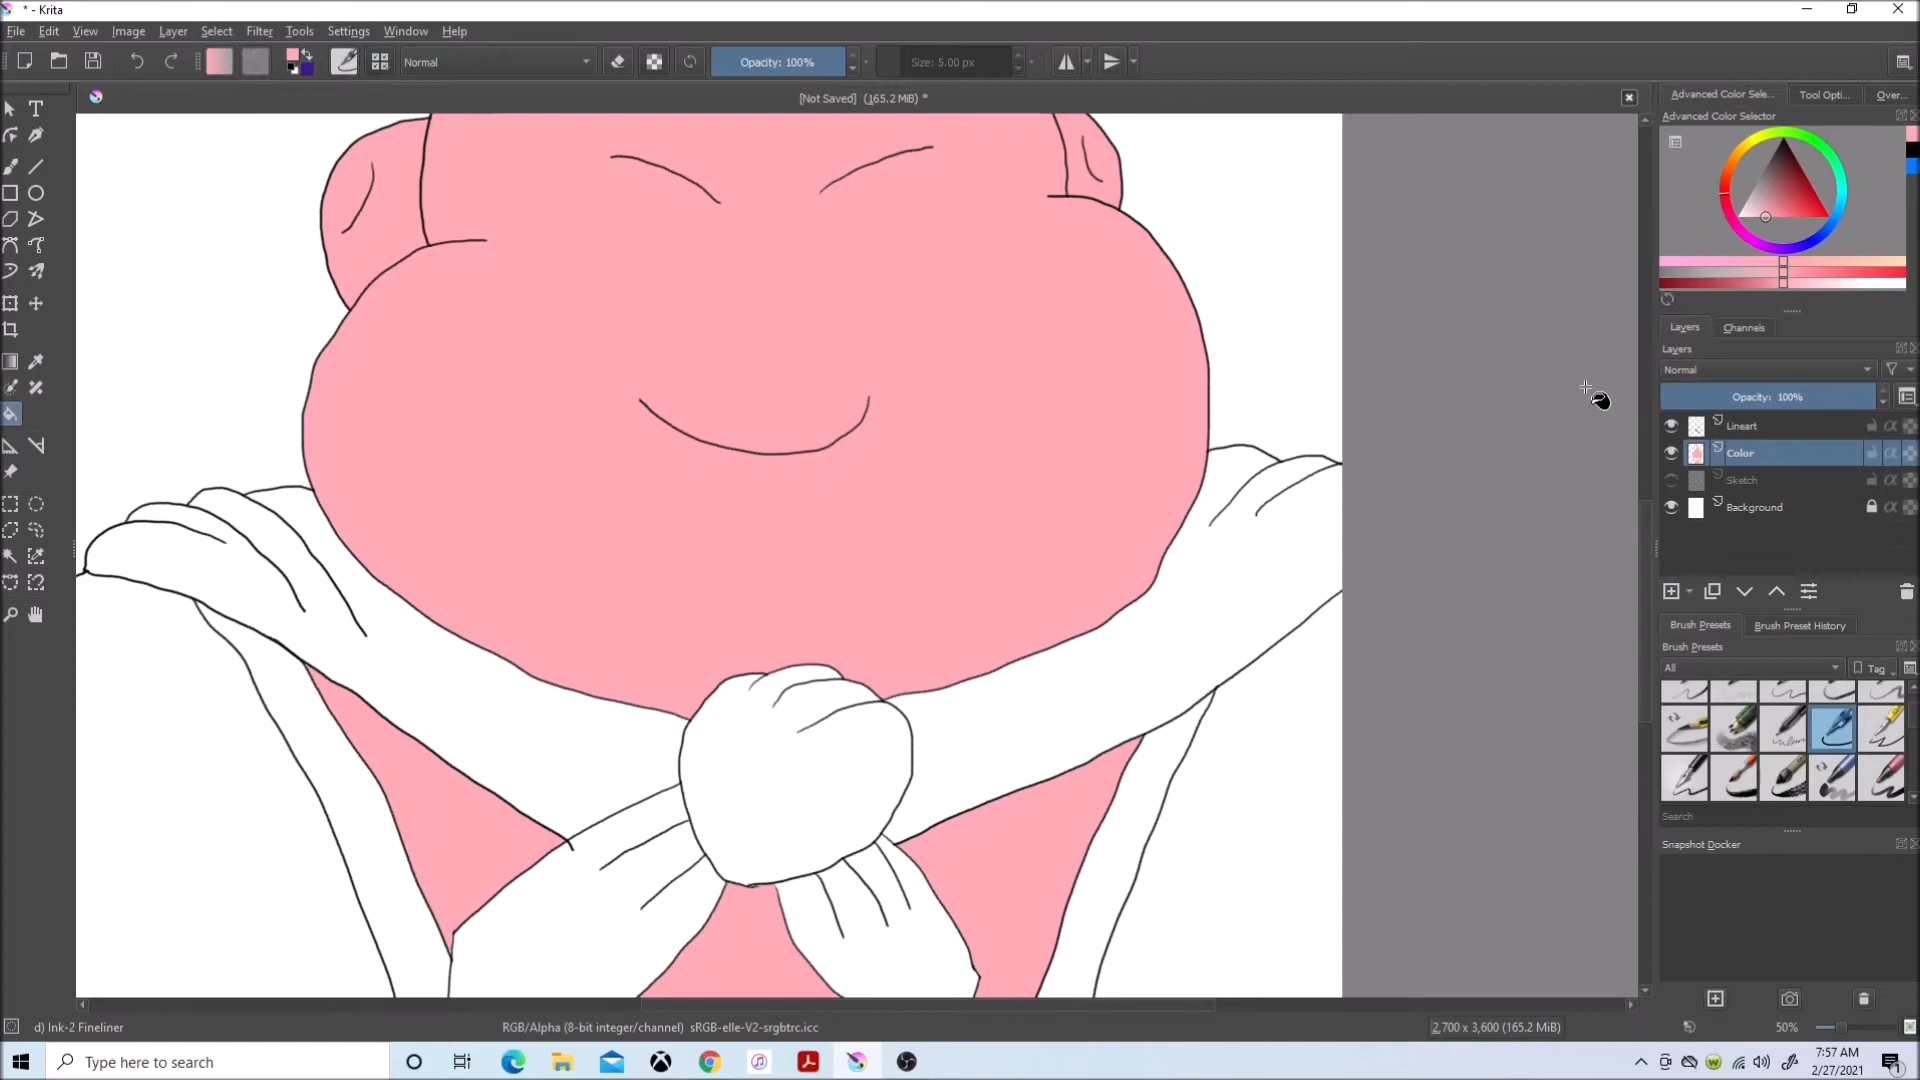 * - Krita
File Edit View Image Layer Select Filter Tools Settings Window Help
Normal Opacity: 100% Size: 5.00 px
[Not Saved] (165.2 MiB) *
Advanced Color Sele... Tool Opti... Over...
Advanced Color Selector
Layers Channels
Layers
Normal
Opacity: 100%
Lineart
Color
Sketch
Background
Brush Presets Brush Preset History
Brush Presets
All Tag
Search
Snapshot Docker
d) Ink-2 Fineliner RGB/Alpha (8-bit integer/channel) sRGB-elle-V2-srgbtrc.icc 2,700 x 3,600 (165.2 MiB) 50%
Type here to search 7:57 AM
2/27/2021